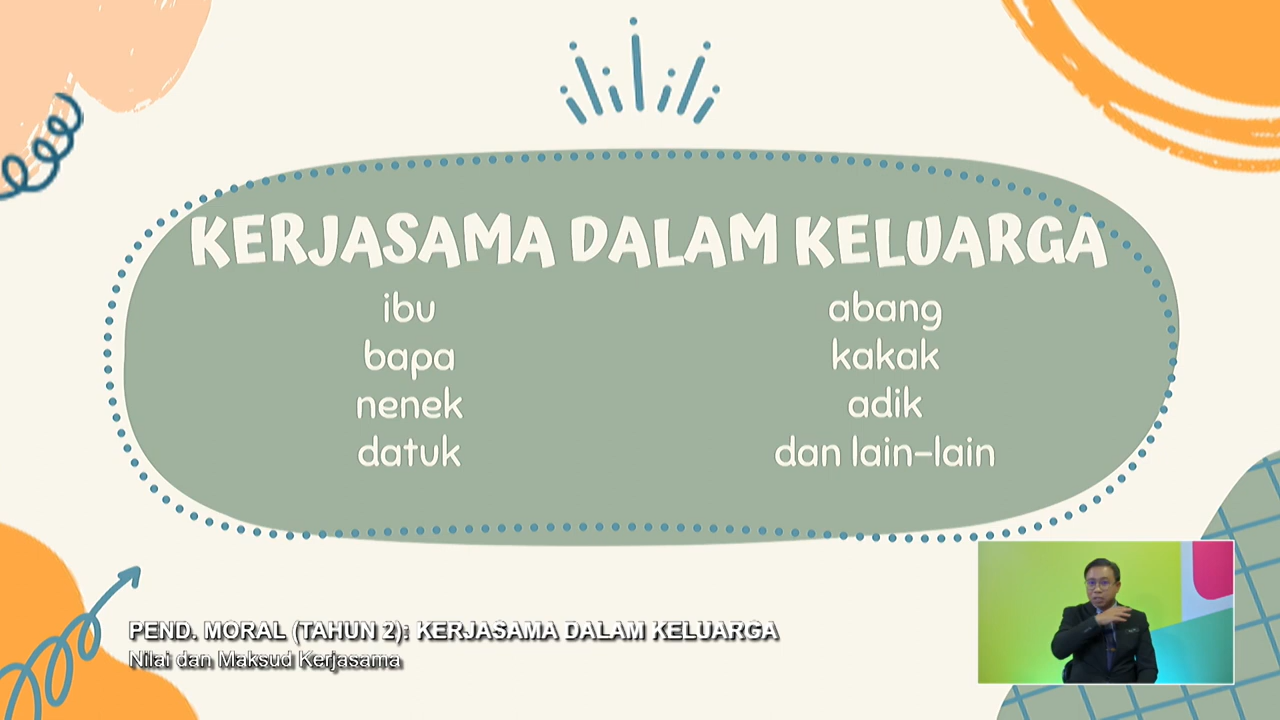 KERJASAMA DALAM KELUARGA
ibu
bapa
nenek
datuk
abang
kakak
adik
dan lain-lain
PEND. MORAL (TAHUN 2): KERJASAMA DALAM KELUARGA
Nilai dan Maksud Kerjasama